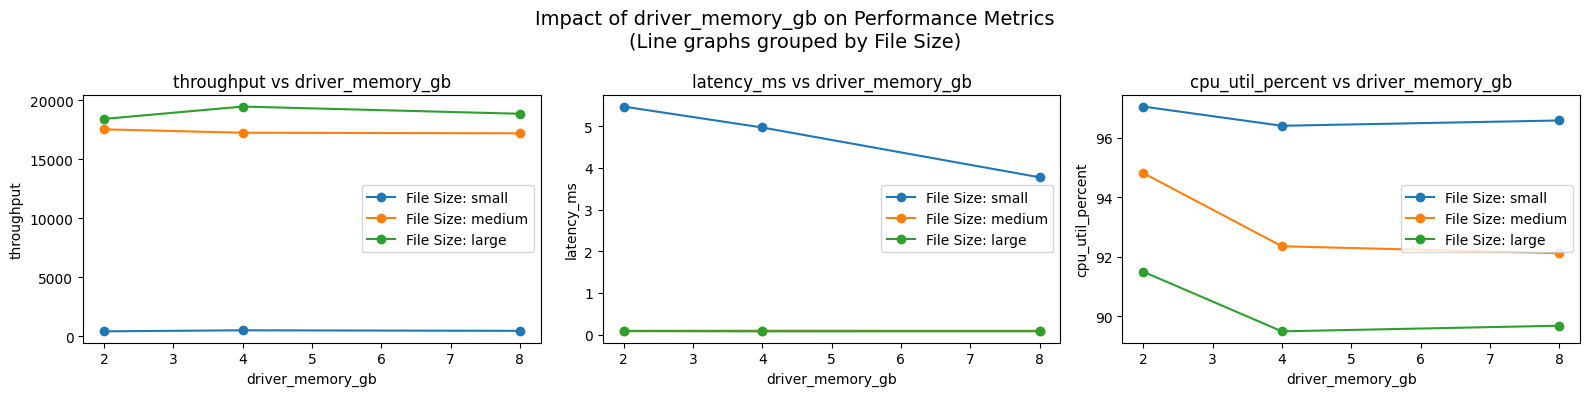 Impact of driver_memory_gb on Performance Metrics
(Line graphs grouped by File Size)
throughput vs driver_memory_gb
20000
15000
10000
5000
0
throughput
2 3 4 5 6 7 8
driver_memory_gb
File Size: small
File Size: medium
File Size: large
latency_ms vs driver_memory_gb
5
4
3
2
1
0
latency_ms
2 3 4 5 6 7 8
driver_memory_gb
File Size: small
File Size: medium
File Size: large
cpu_util_percent vs driver_memory_gb
96
94
92
90
cpu_util_percent
2 3 4 5 6 7 8
driver_memory_gb
File Size: small
File Size: medium
File Size: large